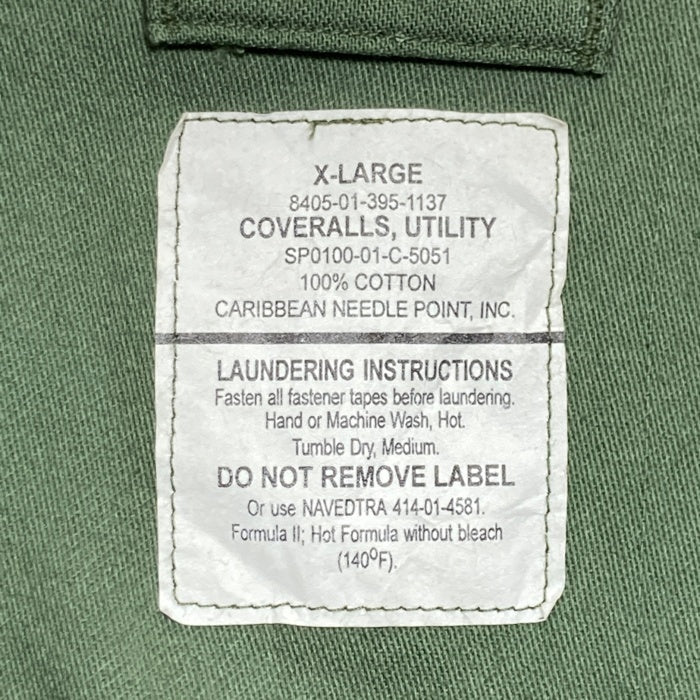 X-LARGE
8405-01-395-1137
COVERALLS, UTILITY
SP0100-01-C-5051
100% COTTON
CARIBBEAN NEEDLE POINT, INC.
LAUNDERING INSTRUCTIONS
Fasten all fastener tapes before laundering.
Hand or Machine Wash, Hot.
Tumble Dry, Medium.
DO NOT REMOVE LABEL
Or use NAVEDTRA 414-01-4581.
Formula II; Hot Formula without bleach
(140⁰F).